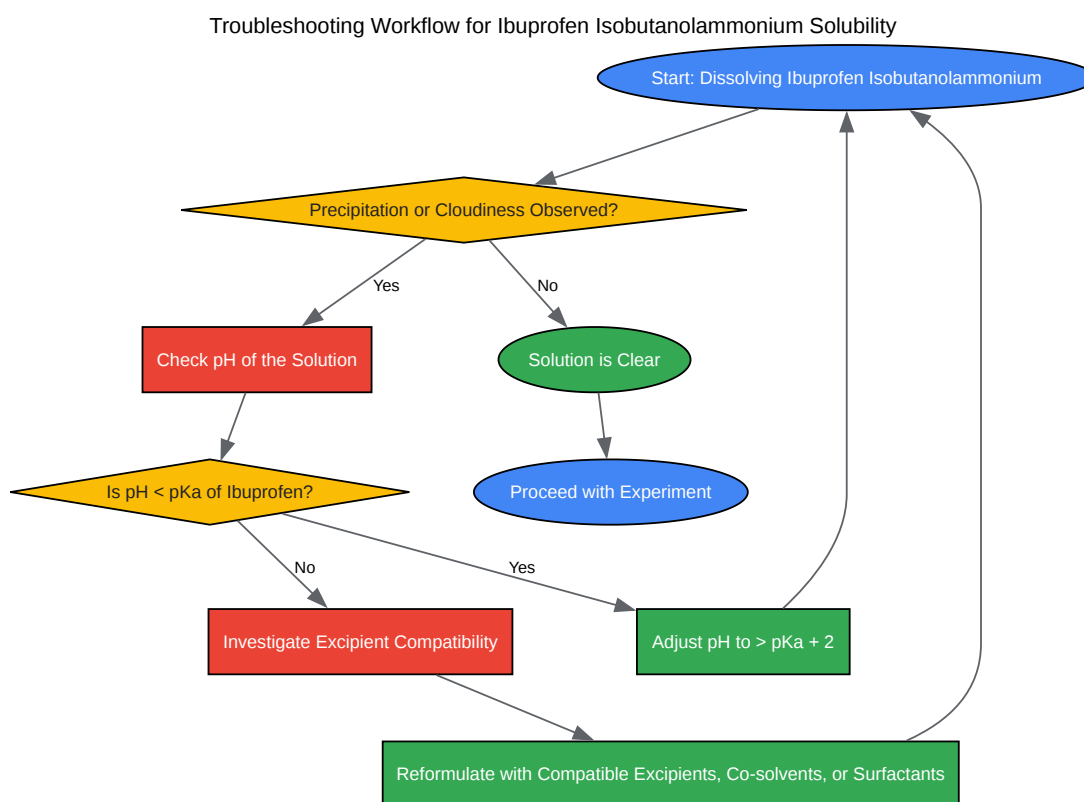 Troubleshooting Workflow for Ibuprofen Isobutanolammonium Solubility
Start: Dissolving Ibuprofen Isobutanolammonium
Precipitation or Cloudiness Observed?
Yes
No
Check pH of the Solution
Solution is Clear
Is pH < pKa of Ibuprofen?
Proceed with Experiment
No
Yes
Investigate Excipient Compatibility
Adjust pH to > pKa + 2
Reformulate with Compatible Excipients, Co-solvents, or Surfactants